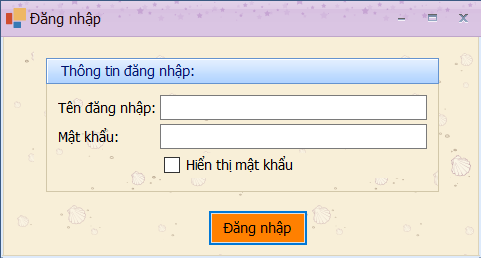 Đăng nhập
Thông tin đăng nhập:
Tên đăng nhập:
Mật khẩu:
Hiển thị mật khẩu
Đăng nhập